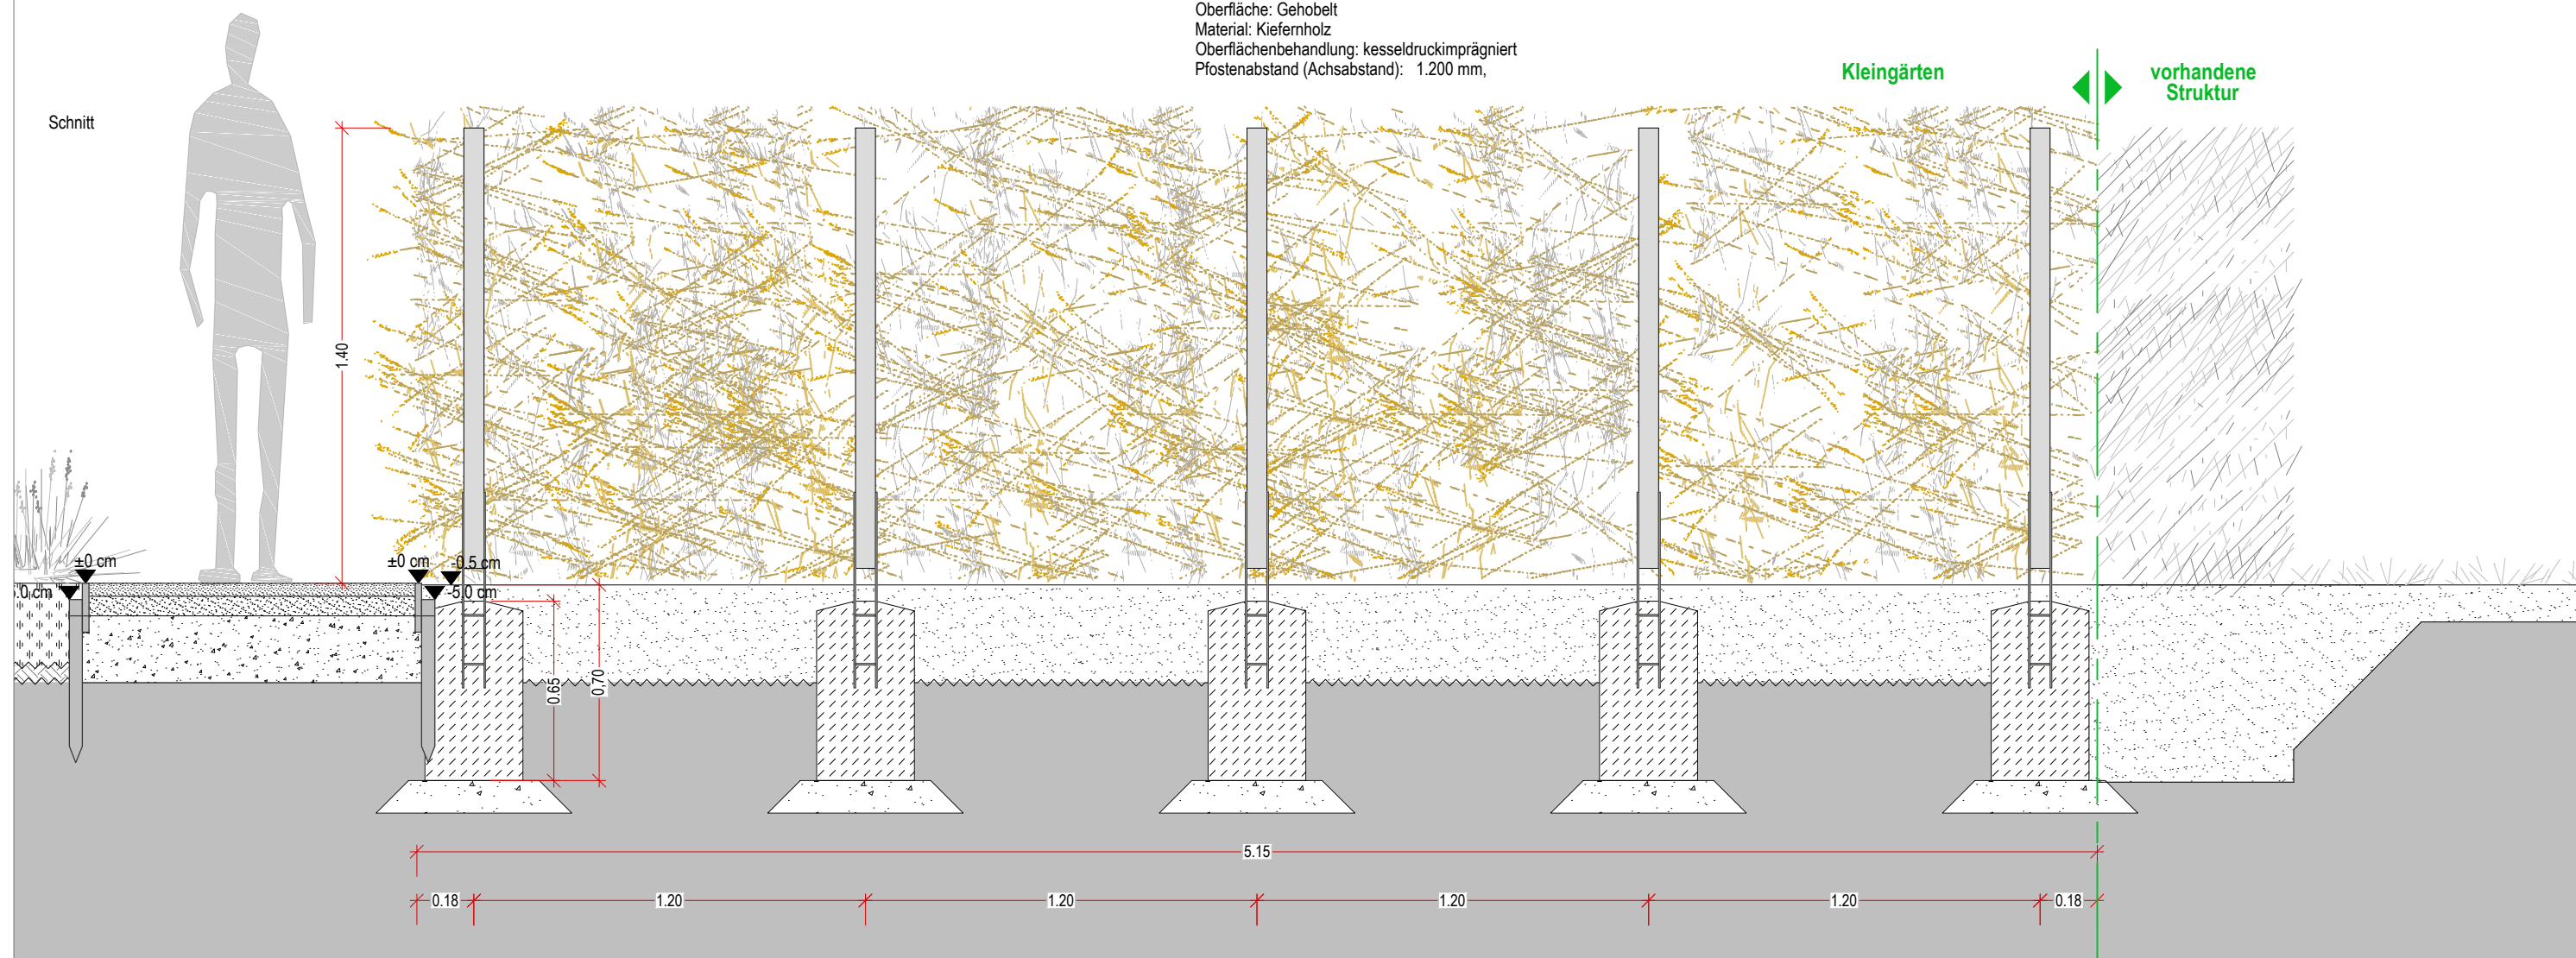 Oberfläche: Gehobelt
Material: Kiefernholz
Oberflächenbehandlung: kesseldruckimprägniert
Pfostenabstand (Achsabstand): 1.200 mm,
Kleingärten
vorhandene
Struktur
Schnitt
1.40
±0 cm
±0 cm
-0.5 cm
.0 cm
-5.0 cm
0.65
0.70
5.15
0.18
1.20
1.20
1.20
1.20
0.18